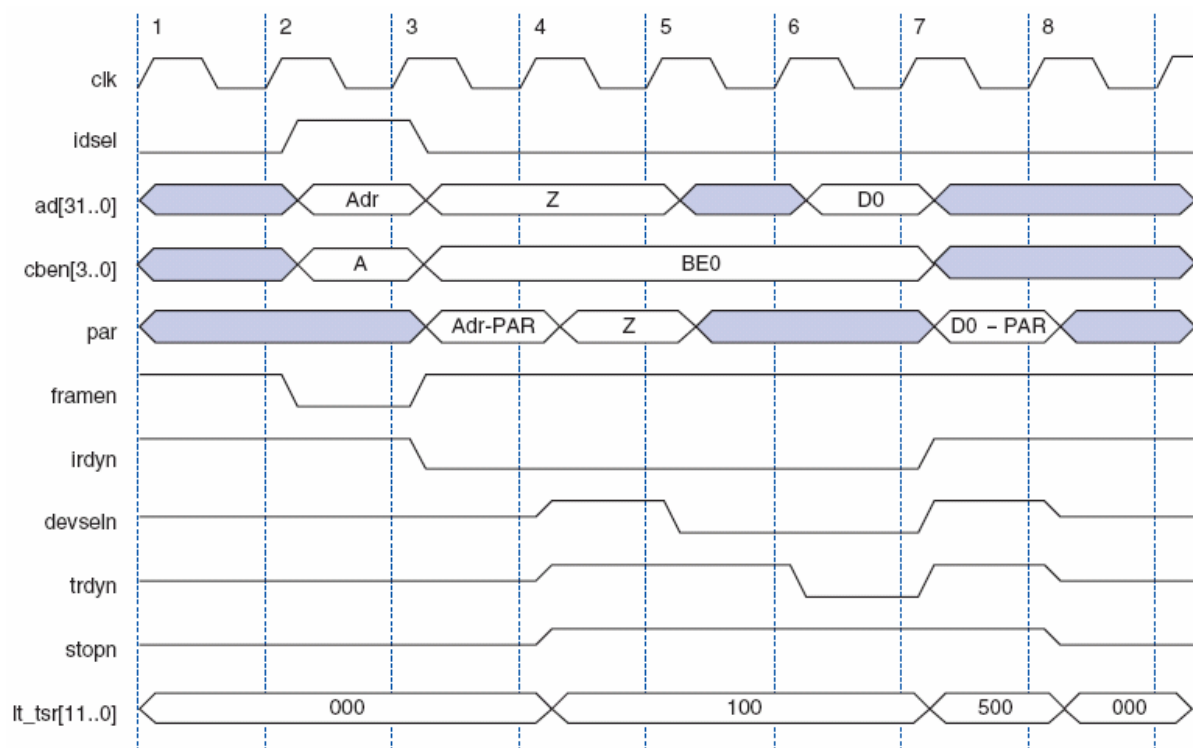 1 2 3 4 5 6 7 8
clk
idsel
ad[31..0] Adr Z D0
cben[3..0] A BE0
par Adr-PAR Z D0 – PAR
framen
irdyn
devseln
trdyn
stopn
lt_tsr[11..0] 000 100 500 000